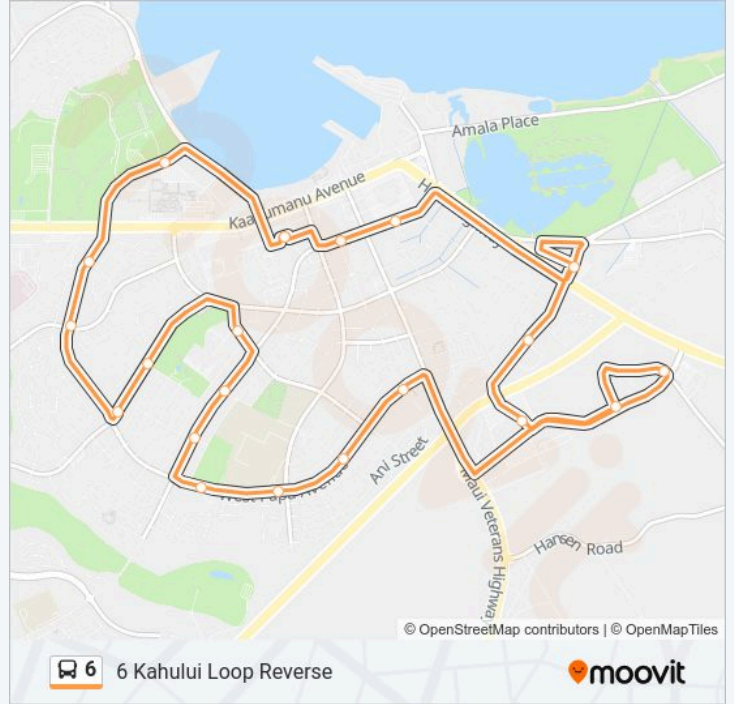 Amala Place
Kaahumanu Avenue
Ani Street
Maui Veterans Highway
Hansen Road
© OpenStreetMap contributors | © OpenMapTiles
6
6 Kahului Loop Reverse
moovit